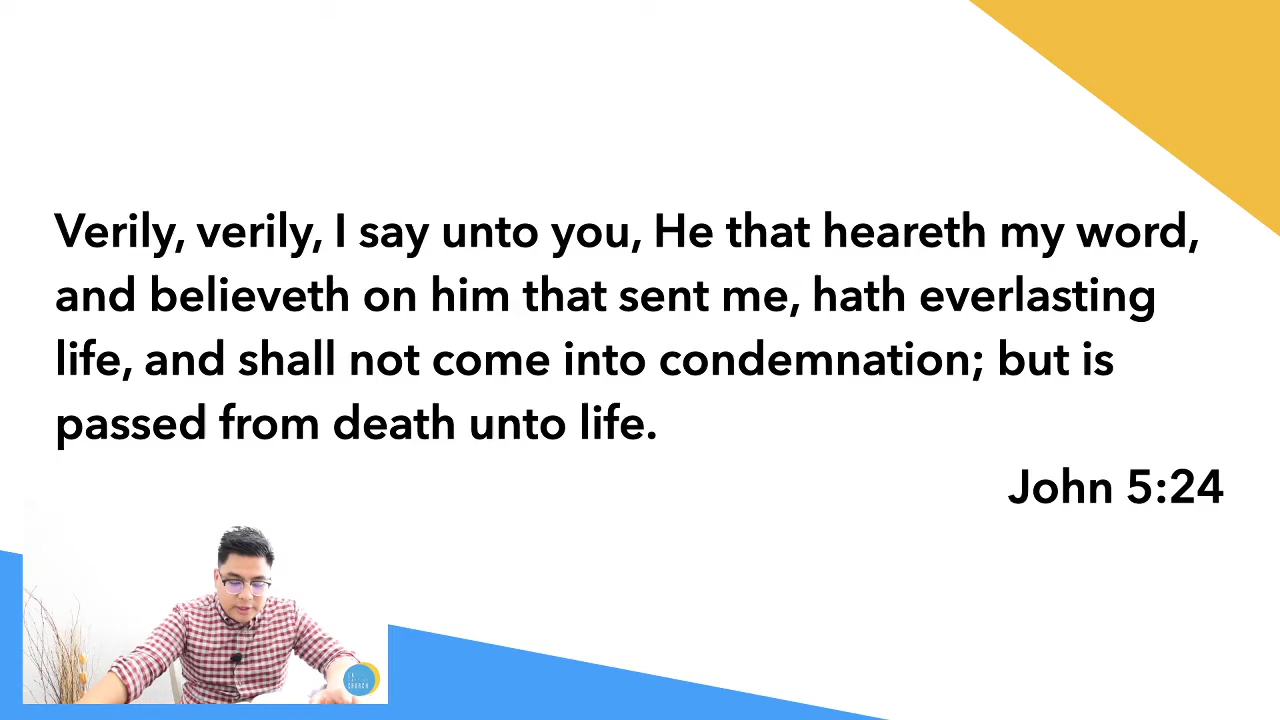 Verily, verily, I say unto you, He that heareth my word,
and believeth on him that sent me, hath everlasting
life, and shall not come into condemnation; but is
passed from death unto life.
John 5:24
CHURCH